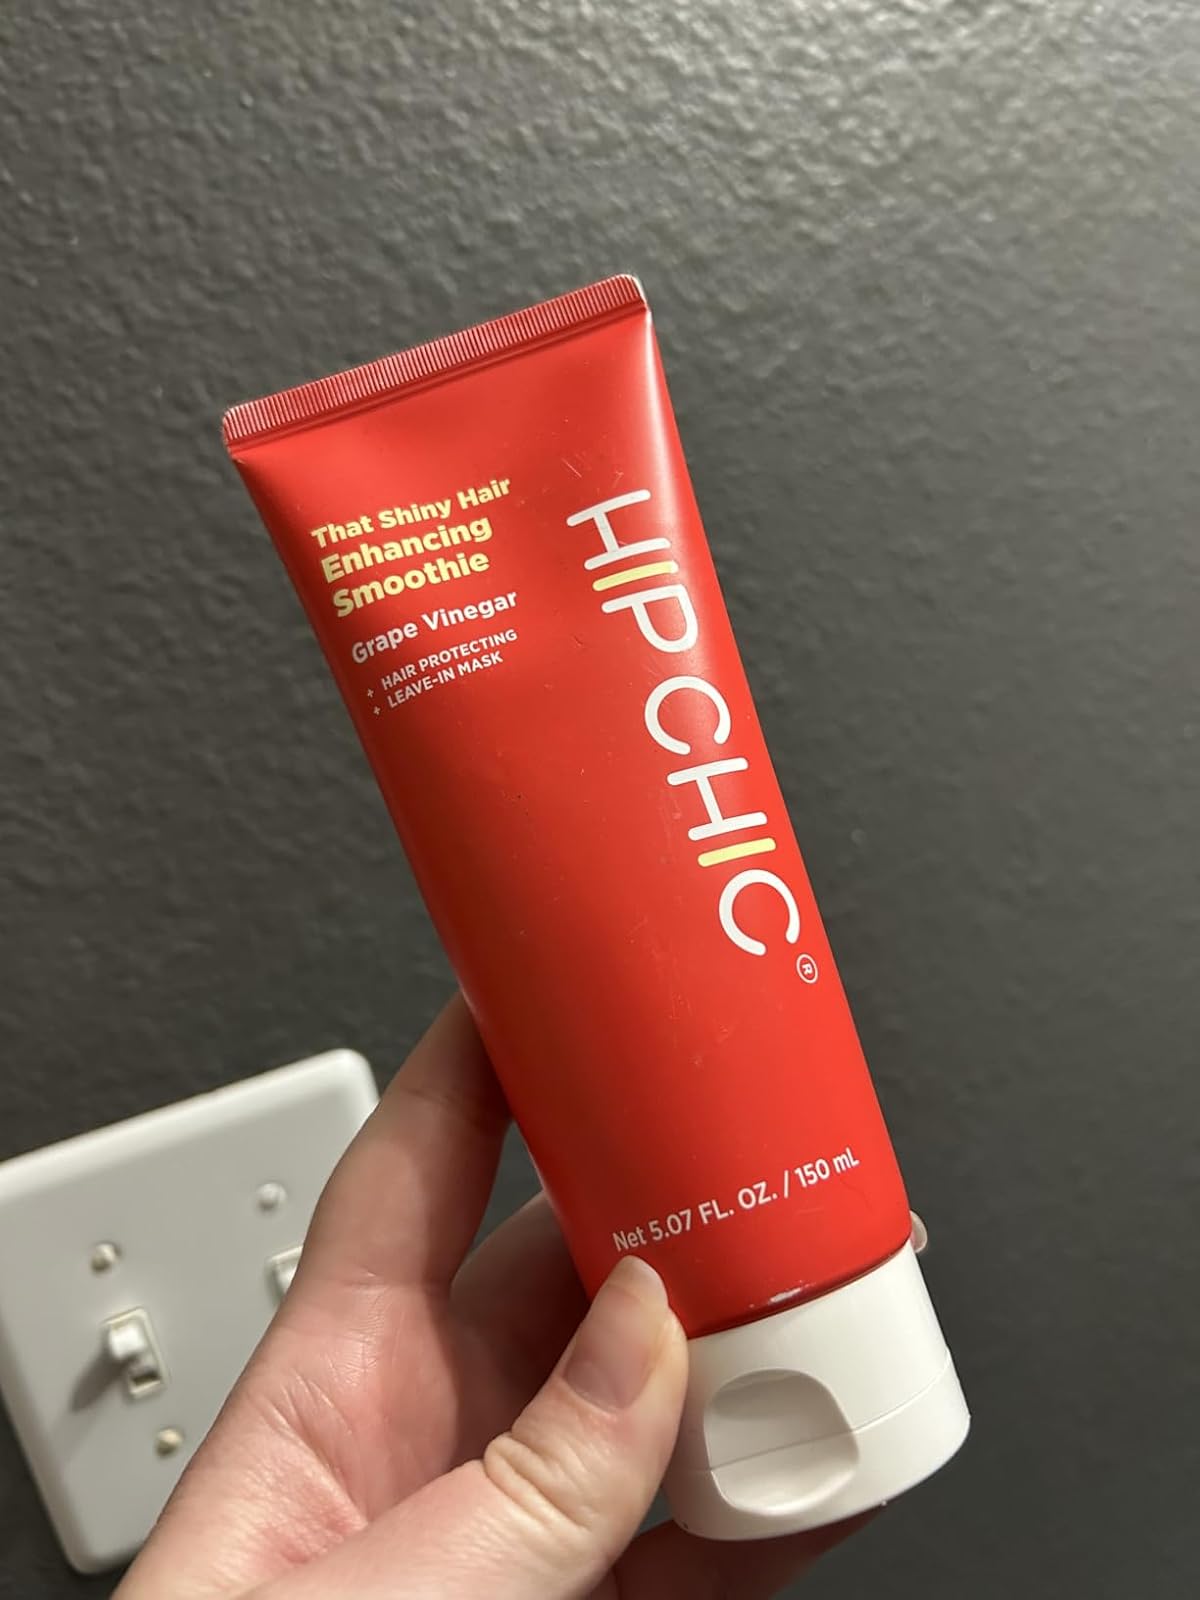 That Shiny Hair
Enhancing
Smoothie
Grape Vinegar
+ HAIR PROTECTING
+ LEAVE-IN MASK
HIP CHIC®
Net 5.07 FL. OZ. / 150 mL